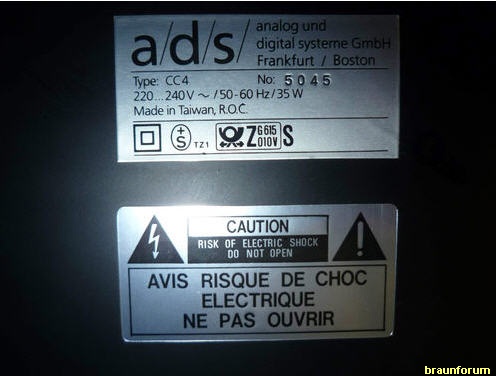 a/d/s/
analog und
digital systeme GmbH
Frankfurt / Boston
Type: CC4 No: 5045
220...240V ~ /50-60 Hz/35W
Made in Taiwan, R.O.C.
+S TZ1 Z G615 010V S
CAUTION
RISK OF ELECTRIC SHOCK
DO NOT OPEN
!
AVIS RISQUE DE CHOC
ELECTRIQUE
NE PAS OUVRIR
braunforum